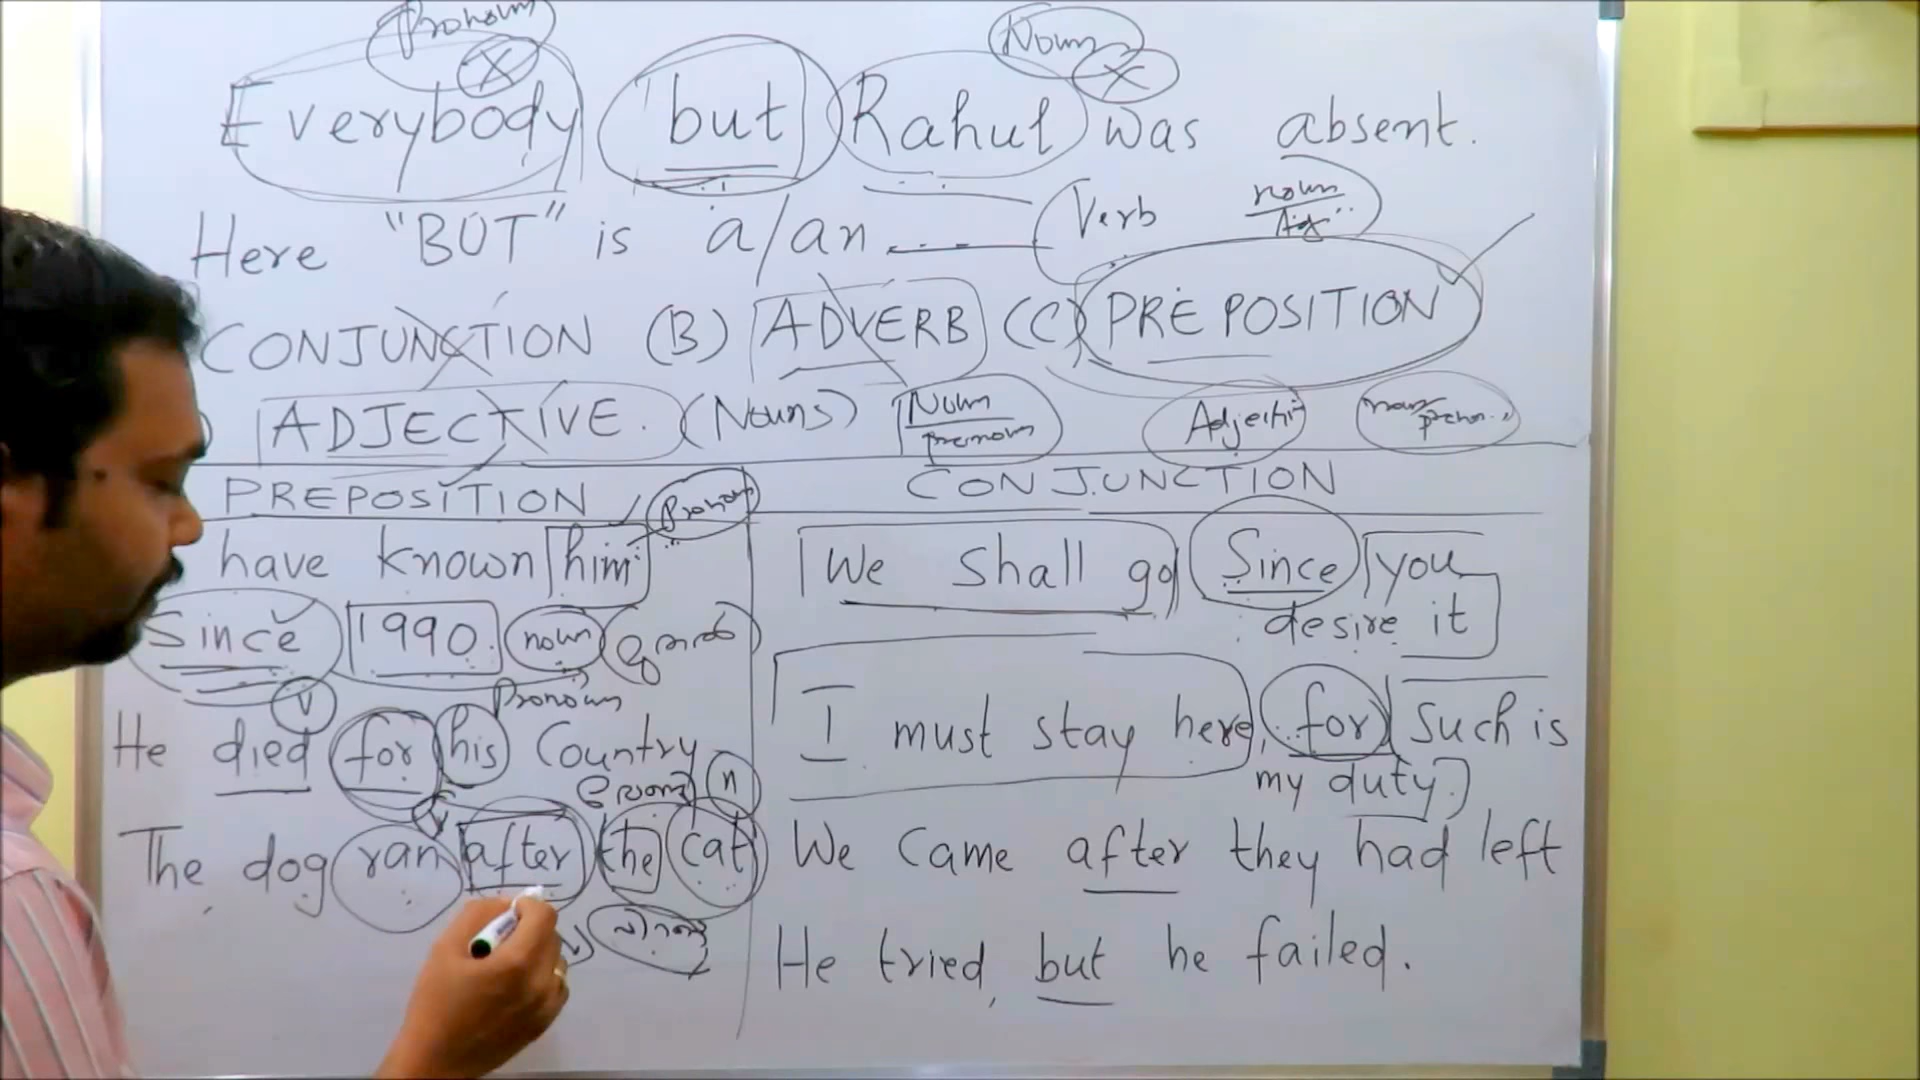 Pronoun Noun
X X
Everybody but Rahul was absent.
Here "BUT" is a/an ....
Verb noun
CONJUNCTION (B) ADVERB (C) PREPOSITION
) ADJECTIVE. (Nouns) Noun
pronoun
PREPOSITION
have known him Pronoun
Since 1990. noun
Pronoun
v
He died for his Country
n
v
The dog ran after the cat
CONJUNCTION
We shall go Since you
desire it
I must stay here, for such is
my duty.
We came after they had left
He tried, but he failed.